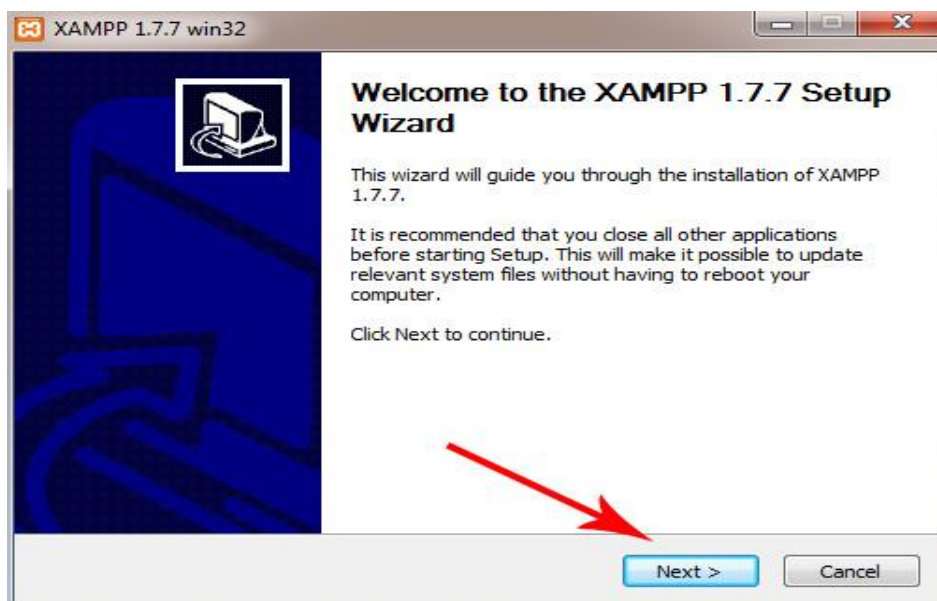 XAMPP 1.7.7 win32
Welcome to the XAMPP 1.7.7 Setup
Wizard
This wizard will guide you through the installation of XAMPP
1.7.7.
It is recommended that you close all other applications
before starting Setup. This will make it possible to update
relevant system files without having to reboot your
computer.
Click Next to continue.
Next >
Cancel